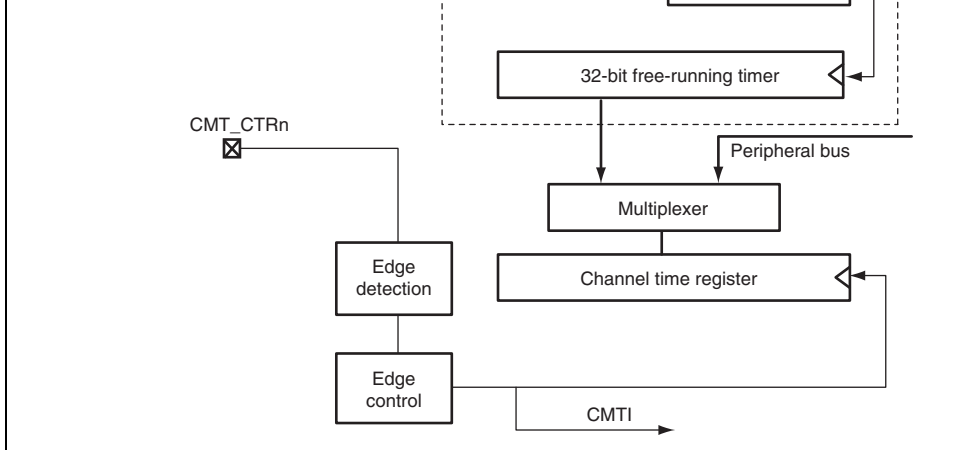 32-bit free-running timer
CMT_CTRn
Peripheral bus
Multiplexer
Edge
detection
Channel time register
Edge
control
CMTI